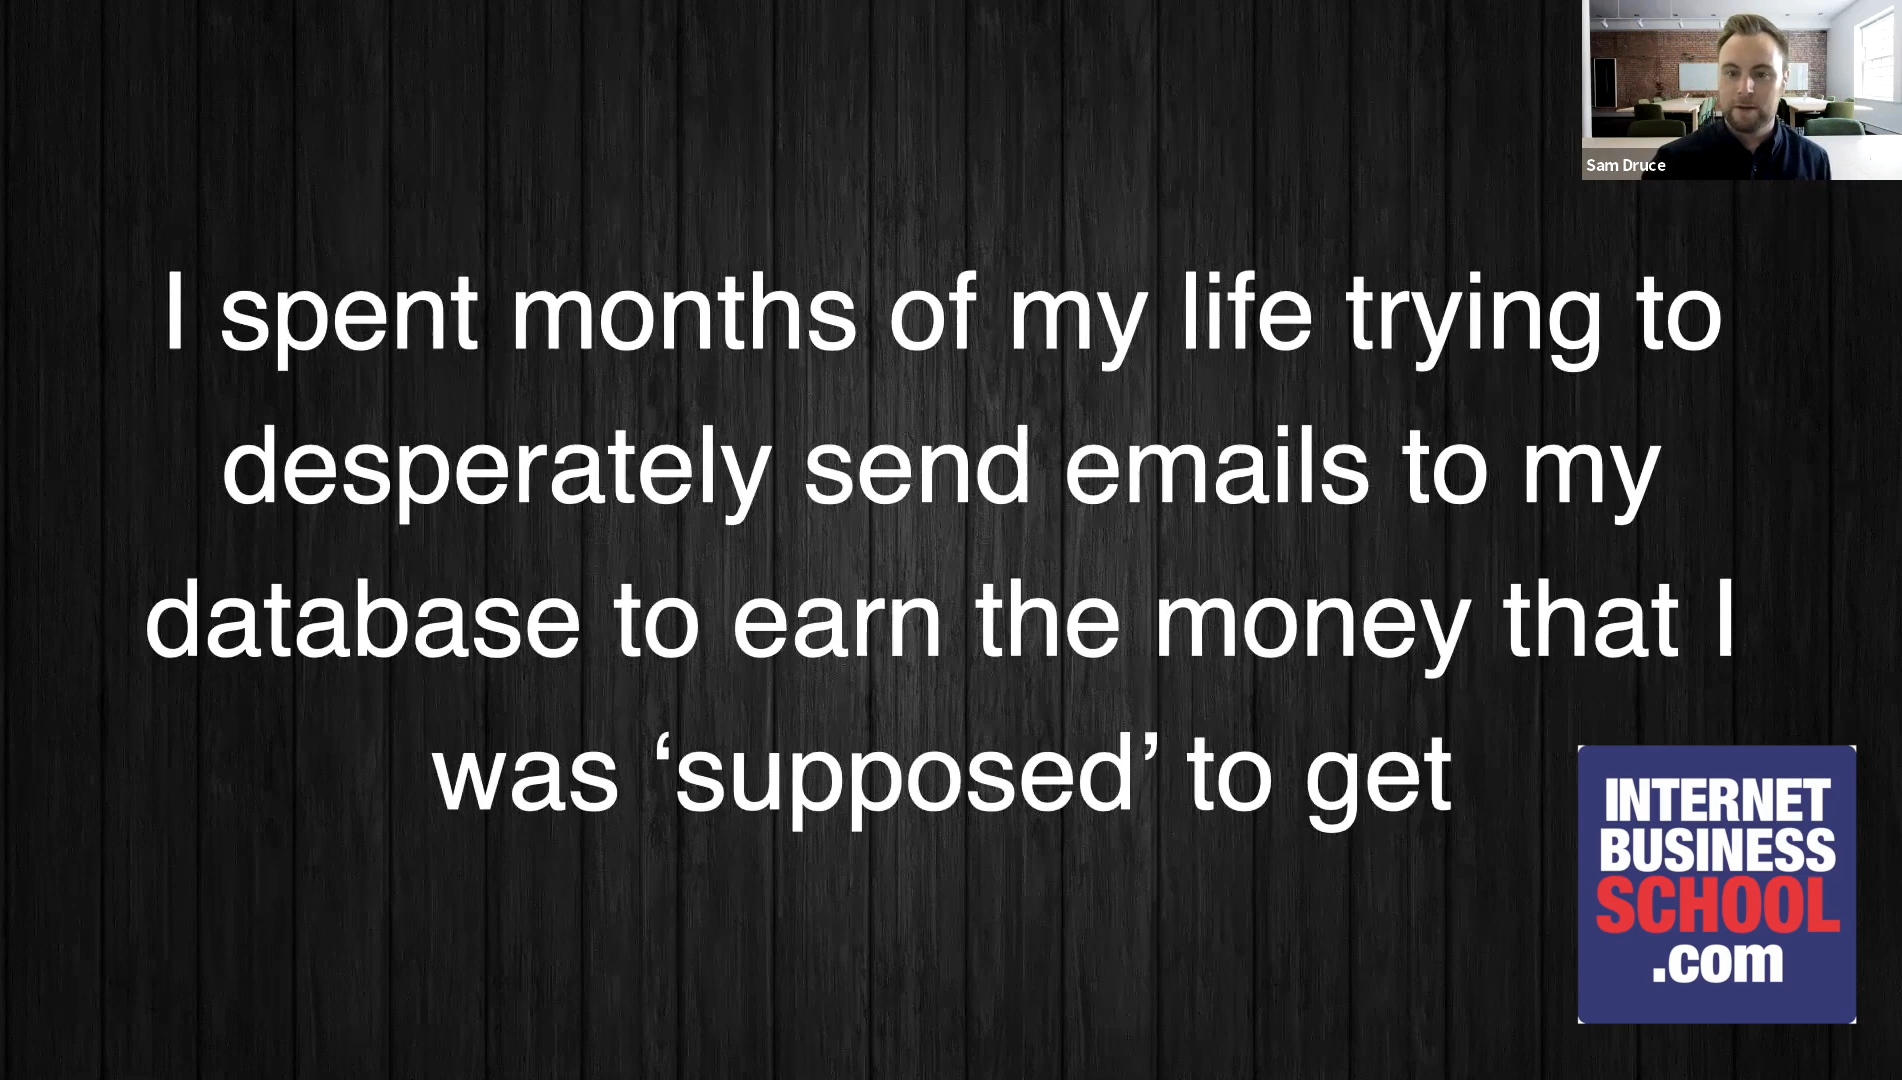 Sam Druce
I spent months of my life trying to
desperately send emails to my
database to earn the money that I
was ‘supposed’ to get
INTERNET
BUSINESS
SCHOOL
.com